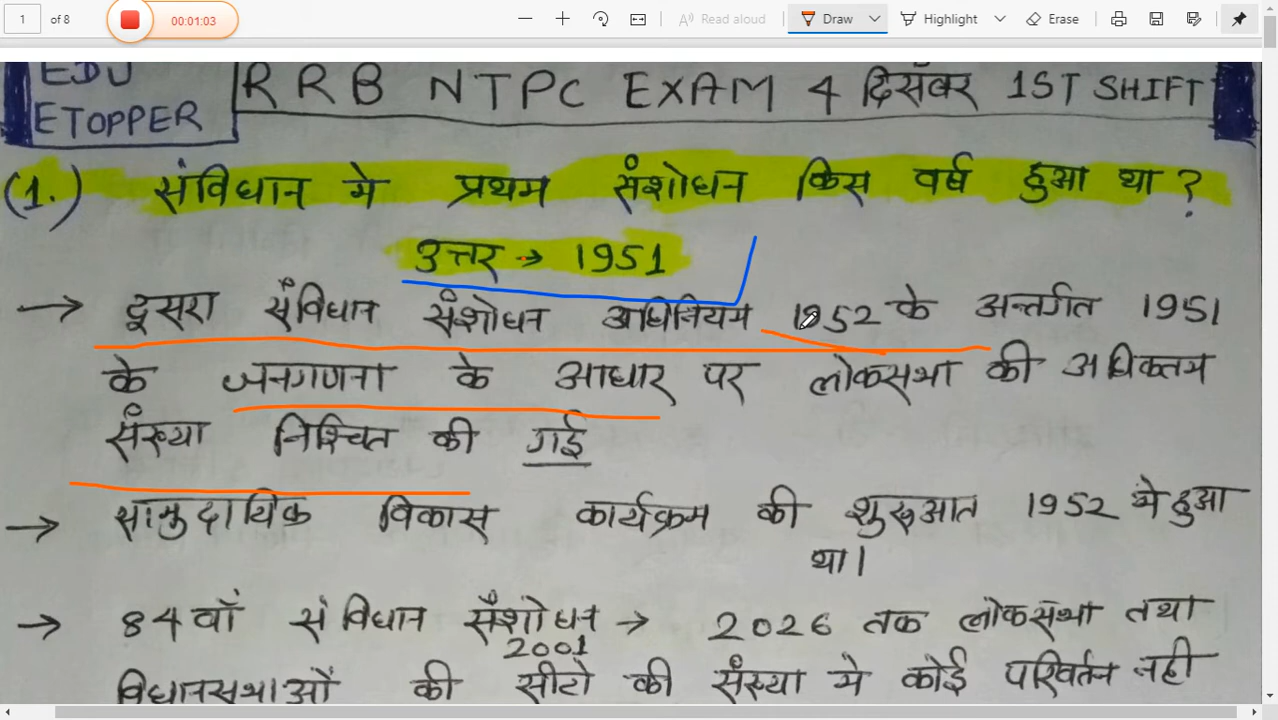 1 of 8
00:01:03
Read aloud
Draw
Highlight
Erase
EDU
ETOPPER
RRB NTPC EXAM 4 दिसंबर 1ST SHIFT
(1.) संविधान मे प्रथम संशोधन किस वर्ष हुआ था?
उत्तर → 1951
→ दूसरा संविधान संशोधन अधिनियम 1952 के अन्तर्गत 1951
के जनगणना के आधार पर लोकसभा की अधिकतम
संख्या निश्चित की गई
→ सामुदायिक विकास कार्यक्रम की शुरूआत 1952 मे हुआ
था।
→ 84वाँ संविधान संशोधन → 2026 तक लोकसभा तथा
2001
विधानसभाओं की सीटो की संख्या मे कोई परिवर्तन नही